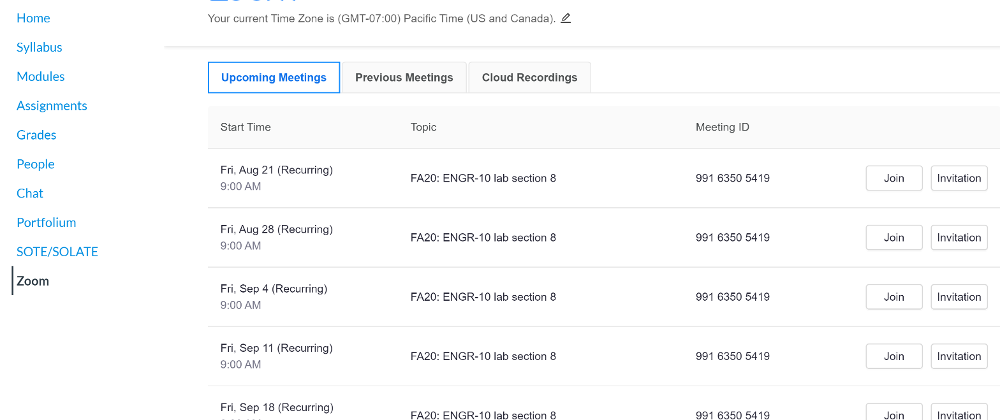 Home
Syllabus
Modules
Assignments
Grades
People
Chat
Portfolium
SOTE/SOLATE
Zoom
Your current Time Zone is (GMT-07:00) Pacific Time (US and Canada).
Upcoming Meetings Previous Meetings Cloud Recordings
Start Time Topic Meeting ID
Fri, Aug 21 (Recurring)
9:00 AM
FA20: ENGR-10 lab section 8 991 6350 5419 Join Invitation
Fri, Aug 28 (Recurring)
9:00 AM
FA20: ENGR-10 lab section 8 991 6350 5419 Join Invitation
Fri, Sep 4 (Recurring)
9:00 AM
FA20: ENGR-10 lab section 8 991 6350 5419 Join Invitation
Fri, Sep 11 (Recurring)
9:00 AM
FA20: ENGR-10 lab section 8 991 6350 5419 Join Invitation
Fri, Sep 18 (Recurring)
FA20: ENGR-10 lab section 8 991 6350 5419 Join Invitation